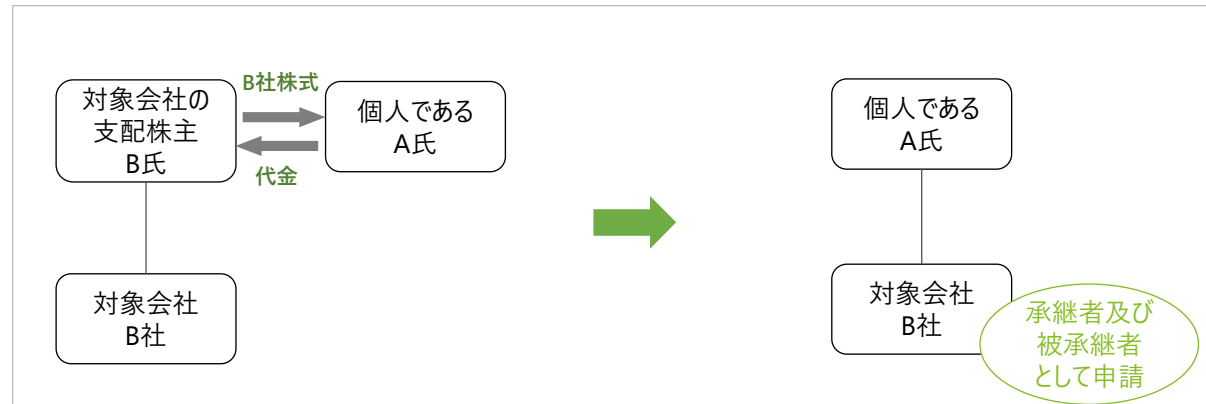 対象会社の
支配株主
B氏
B社株式
代金
個人である
A氏
対象会社
B社
個人である
A氏
対象会社
B社
承継者及び
被承継者
として申請